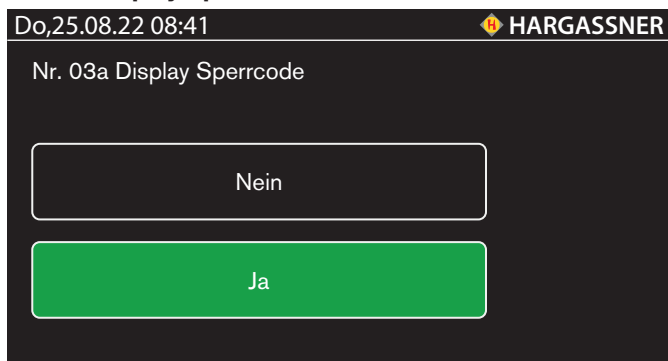 Do,25.08.22 08:41 HARGASSNER
Nr. 03a Display Sperrcode
Nein
Ja